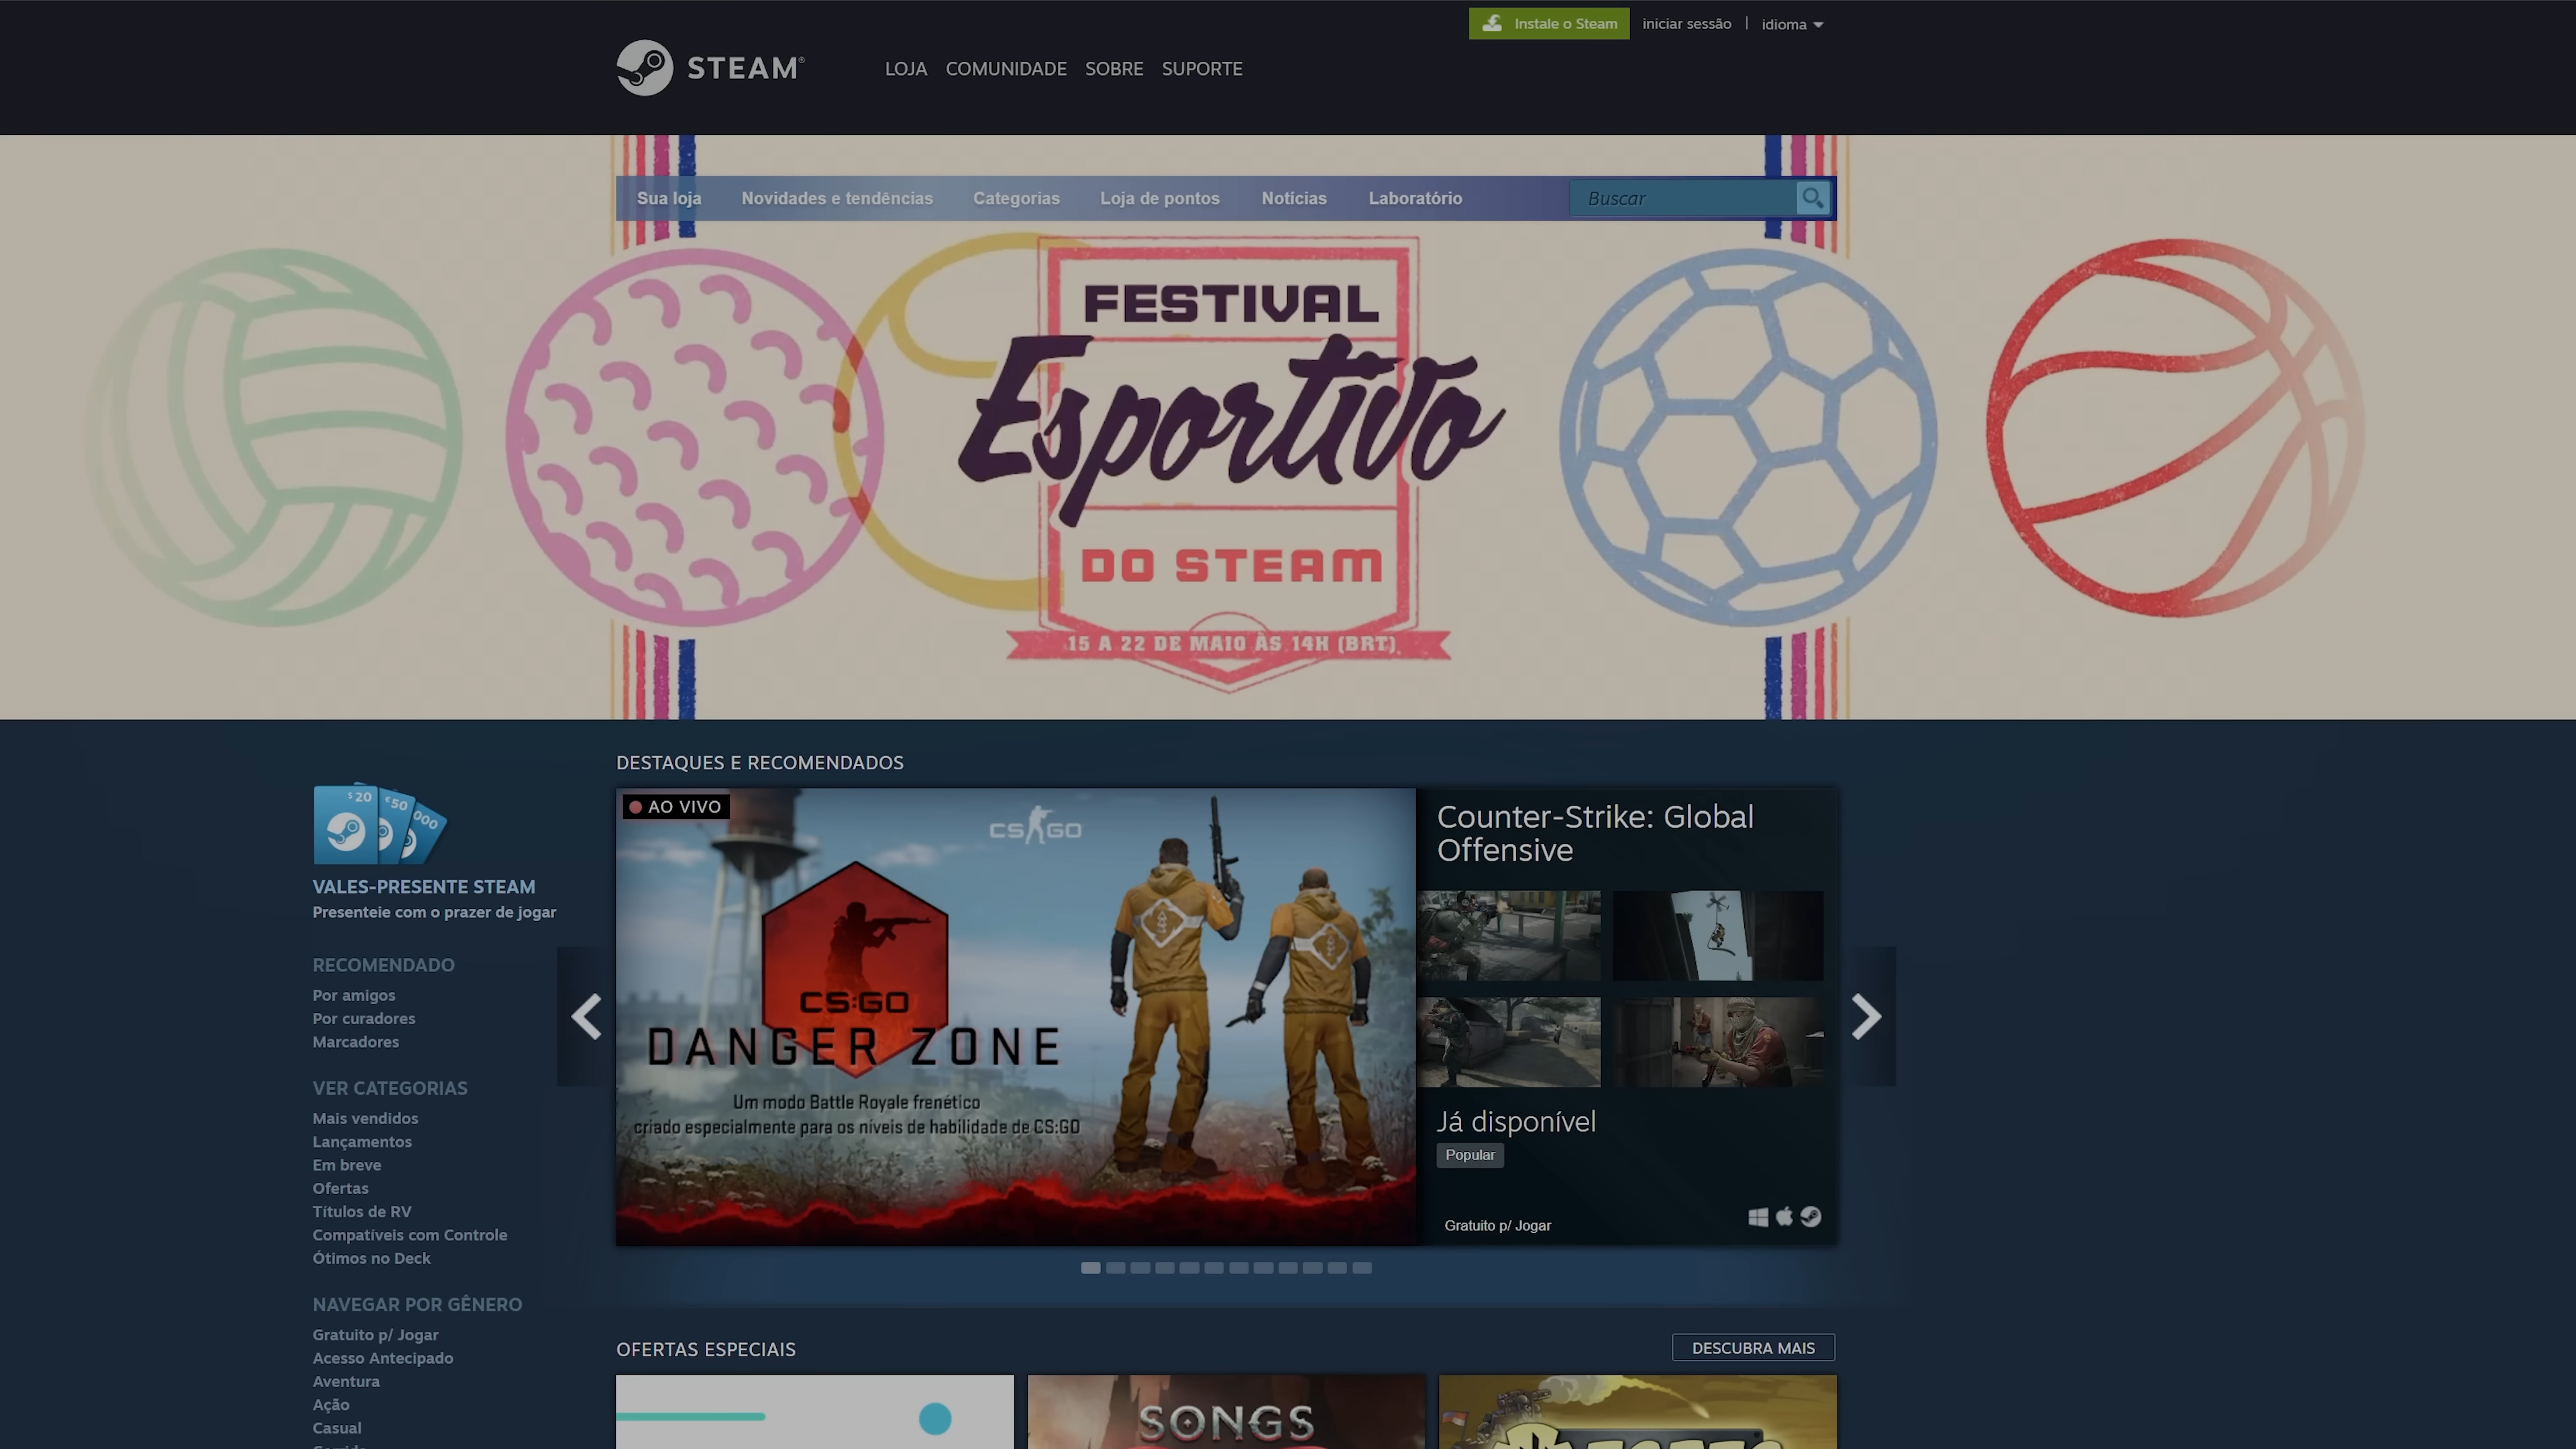 Instale o Steam
iniciar sessão | idioma
STEAM®
LOJA COMUNIDADE SOBRE SUPORTE
Sua loja Novidades e tendências Categorias Loja de pontos Notícias Laboratório Buscar
FESTIVAL
Esportivo
DO STEAM
15 A 22 DE MAIO ÀS 14H (BRT).
DESTAQUES E RECOMENDADOS
$20 €50 000
VALES-PRESENTE STEAM
Presenteie com o prazer de jogar
RECOMENDADO
Por amigos
Por curadores
Marcadores
VER CATEGORIAS
Mais vendidos
Lançamentos
Em breve
Ofertas
Títulos de RV
Compatíveis com Controle
Ótimos no Deck
NAVEGAR POR GÊNERO
Gratuito p/ Jogar
Acesso Antecipado
Aventura
Ação
Casual
AO VIVO
CS GO
CS:GO
DANGER ZONE
Um modo Battle Royale frenético
criado especialmente para os níveis de habilidade de CS:GO
Counter-Strike: Global
Offensive
Já disponível
Popular
Gratuito p/ Jogar
OFERTAS ESPECIAIS
DESCUBRA MAIS
SONGS